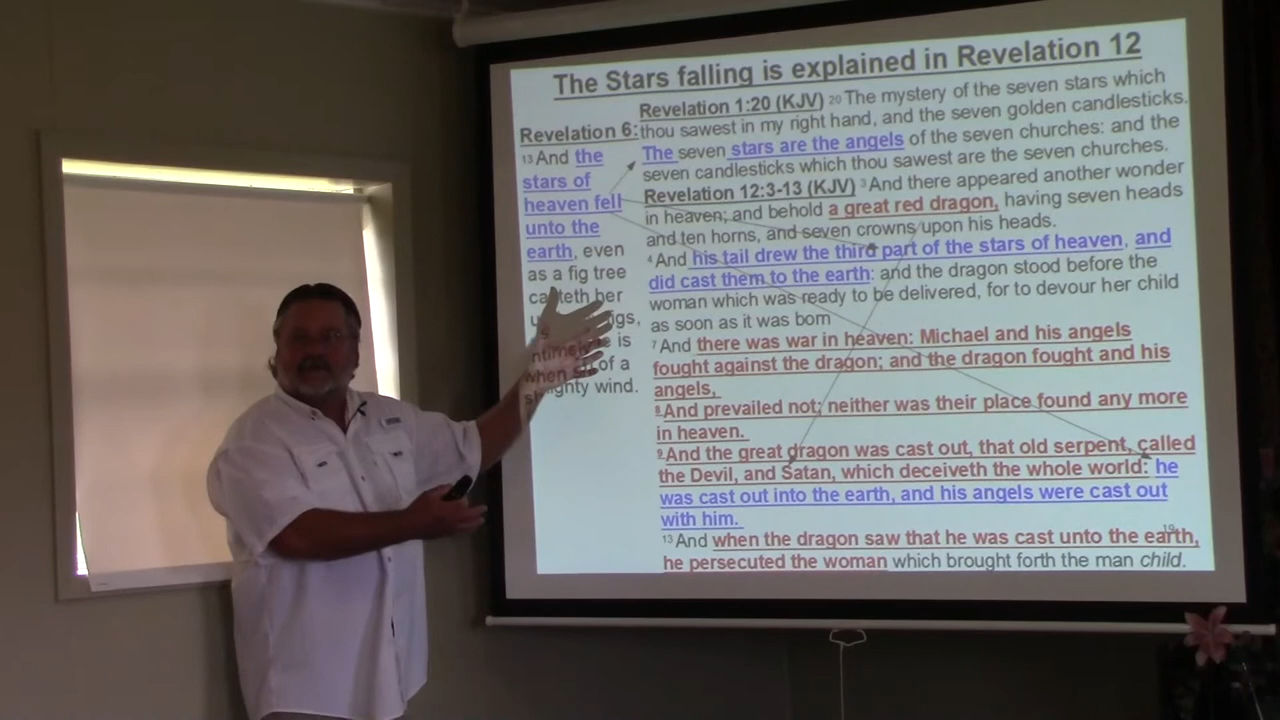 The Stars falling is explained in Revelation 12
Revelation 6:
13 And the
stars of
heaven fell
unto the
earth, even
as a fig tree
casteth her
gs,
is
of a
mighty wind.
Revelation 1:20 (KJV) 20 The mystery of the seven stars which
thou sawest in my right hand, and the seven golden candlesticks.
The seven stars are the angels of the seven churches: and the
seven candlesticks which thou sawest are the seven churches.
Revelation 12:3-13 (KJV) 3 And there appeared another wonder
in heaven; and behold a great red dragon, having seven heads
and ten horns, and seven crowns upon his heads.
4 And his tail drew the third part of the stars of heaven, and
did cast them to the earth: and the dragon stood before the
woman which was ready to be delivered, for to devour her child
as soon as it was born
7 And there was war in heaven: Michael and his angels
fought against the dragon; and the dragon fought and his
angels,
8 And prevailed not; neither was their place found any more
in heaven.
9 And the great dragon was cast out, that old serpent, called
the Devil, and Satan, which deceiveth the whole world: he
was cast out into the earth, and his angels were cast out
with him.
13 And when the dragon saw that he was cast unto the earth,
he persecuted the woman which brought forth the man child.
19